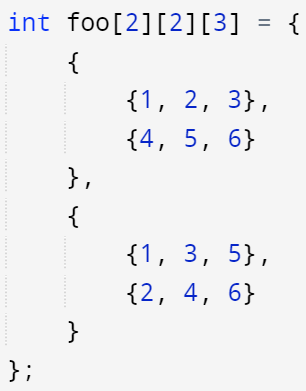 int foo[2][2][3] = {
    {
        {1, 2, 3},
        {4, 5, 6}
    },
    {
        {1, 3, 5},
        {2, 4, 6}
    }
};